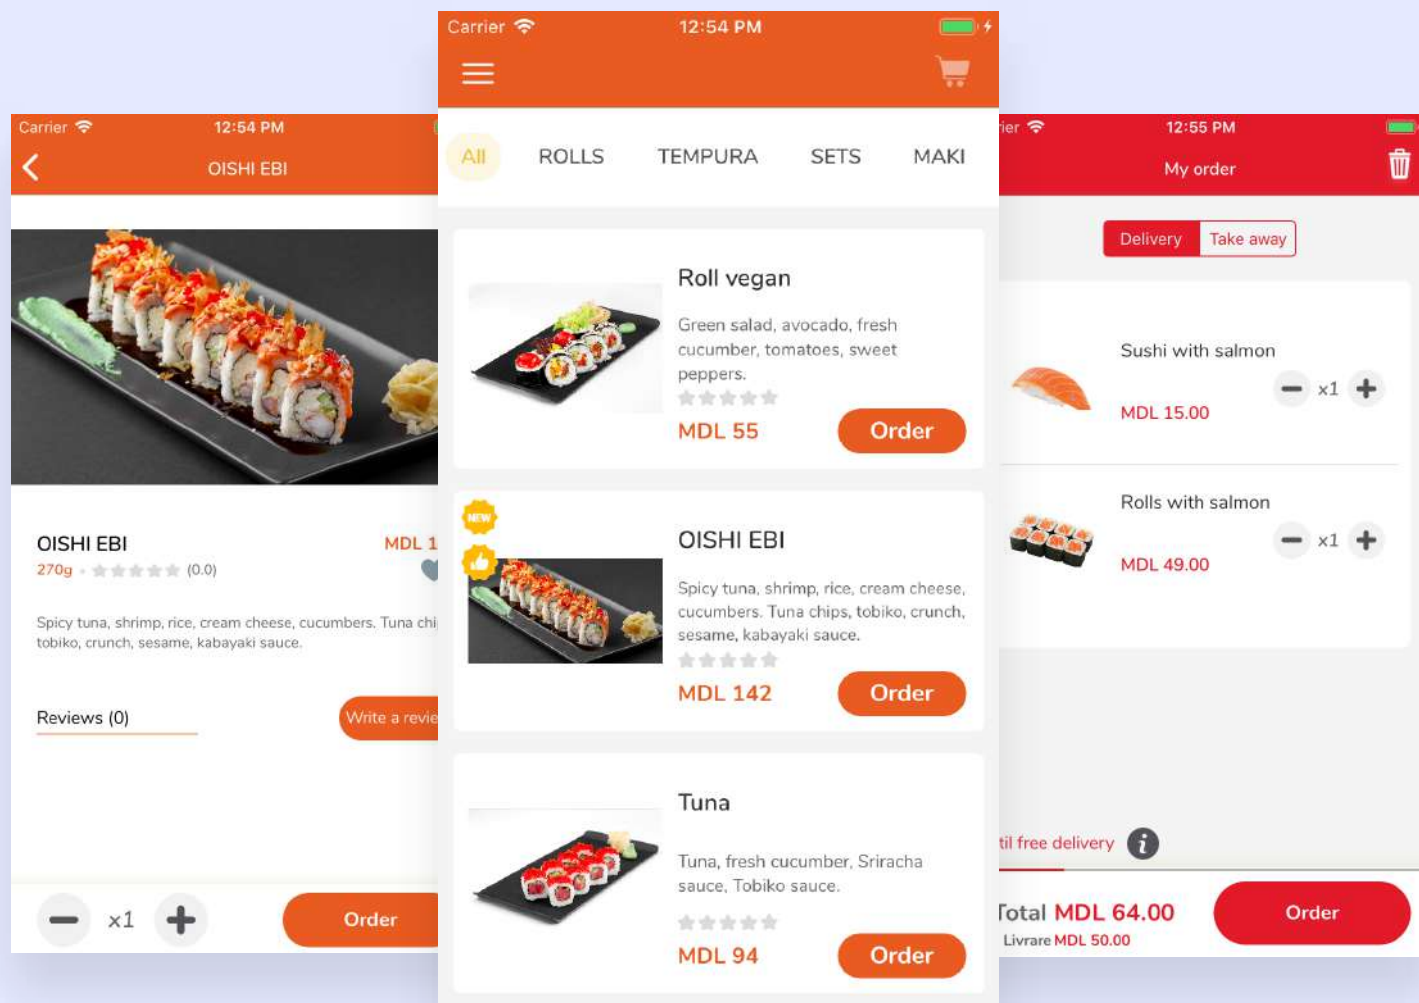 Carrier
12:54 PM
OISHI EBI
OISHI EBI
MDL 1
270g
(0.0)
Spicy tuna, shrimp, rice, cream cheese, cucumbers. Tuna chi
tobiko, crunch, sesame, kabayaki sauce.
Reviews (0)
Write a revie
x1
Order
Carrier
12:54 PM
All
ROLLS
TEMPURA
SETS
MAKI
Roll vegan
Green salad, avocado, fresh
cucumber, tomatoes, sweet
peppers.
MDL 55
Order
NEW
OISHI EBI
Spicy tuna, shrimp, rice, cream cheese,
cucumbers. Tuna chips, tobiko, crunch,
sesame, kabayaki sauce.
MDL 142
Order
Tuna
Tuna, fresh cucumber, Sriracha
sauce, Tobiko sauce.
MDL 94
Order
ier
12:55 PM
My order
Delivery
Take away
Sushi with salmon
x1
MDL 15.00
Rolls with salmon
x1
MDL 49.00
til free delivery
i
Total MDL 64.00
Livrare MDL 50.00
Order